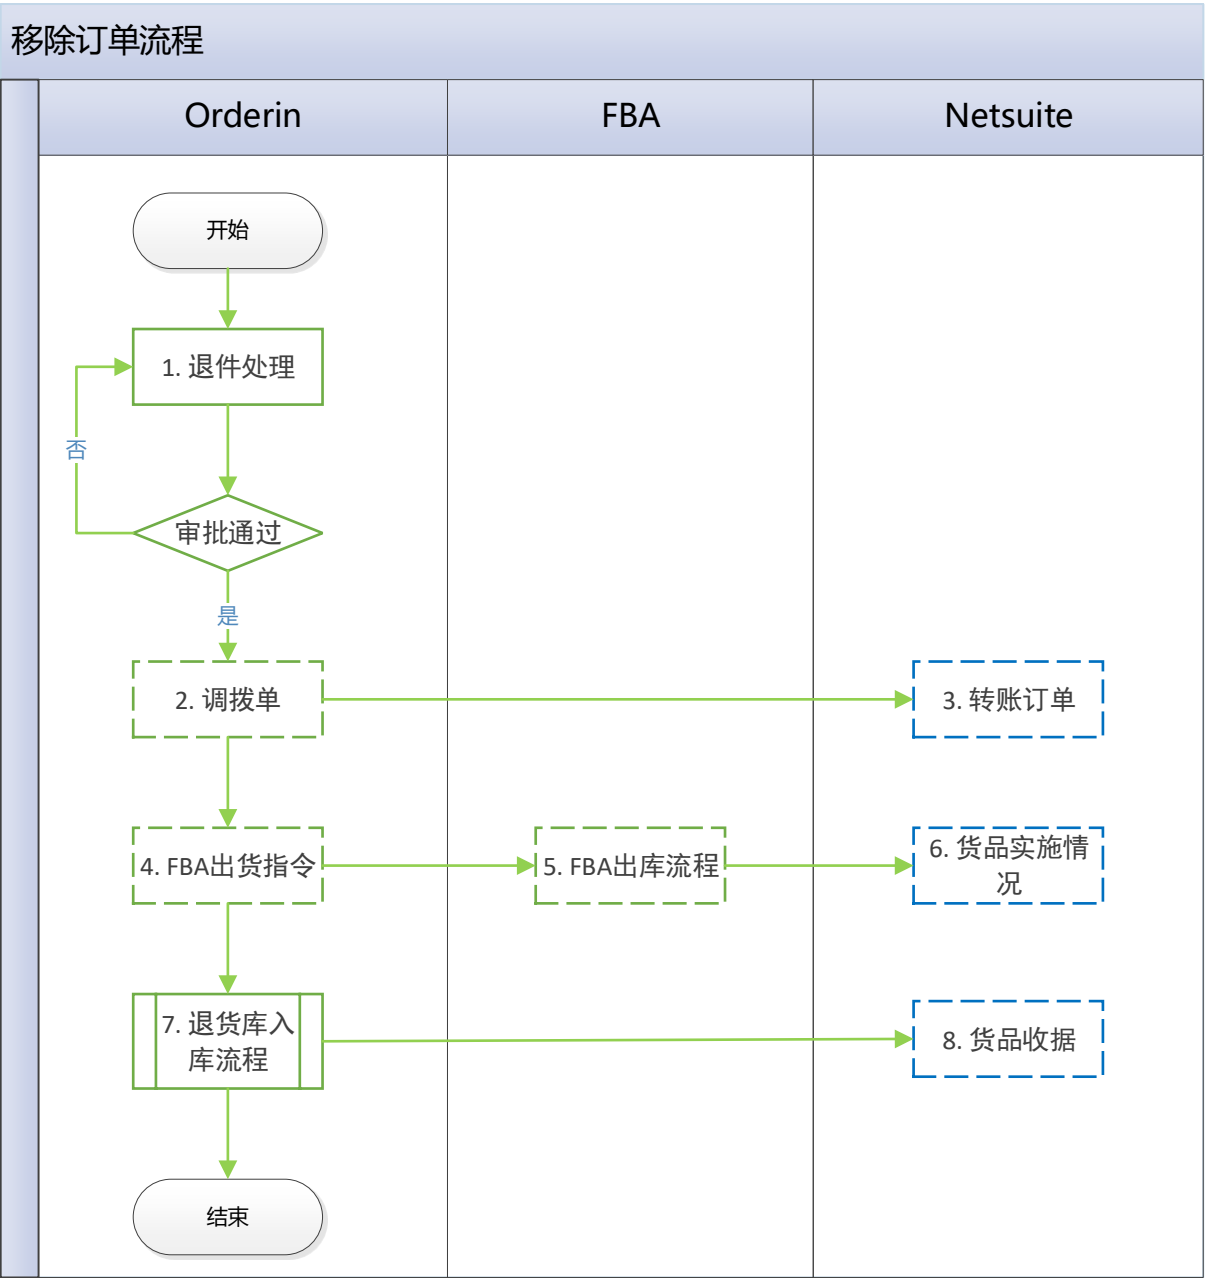 移除订单流程
Orderin
FBA
Netsuite
开始
1. 退件处理
否
审批通过
是
2. 调拨单
3. 转账订单
4. FBA出货指令
5. FBA出库流程
6. 货品实施情
况
7. 退货库入
库流程
8. 货品收据
结束